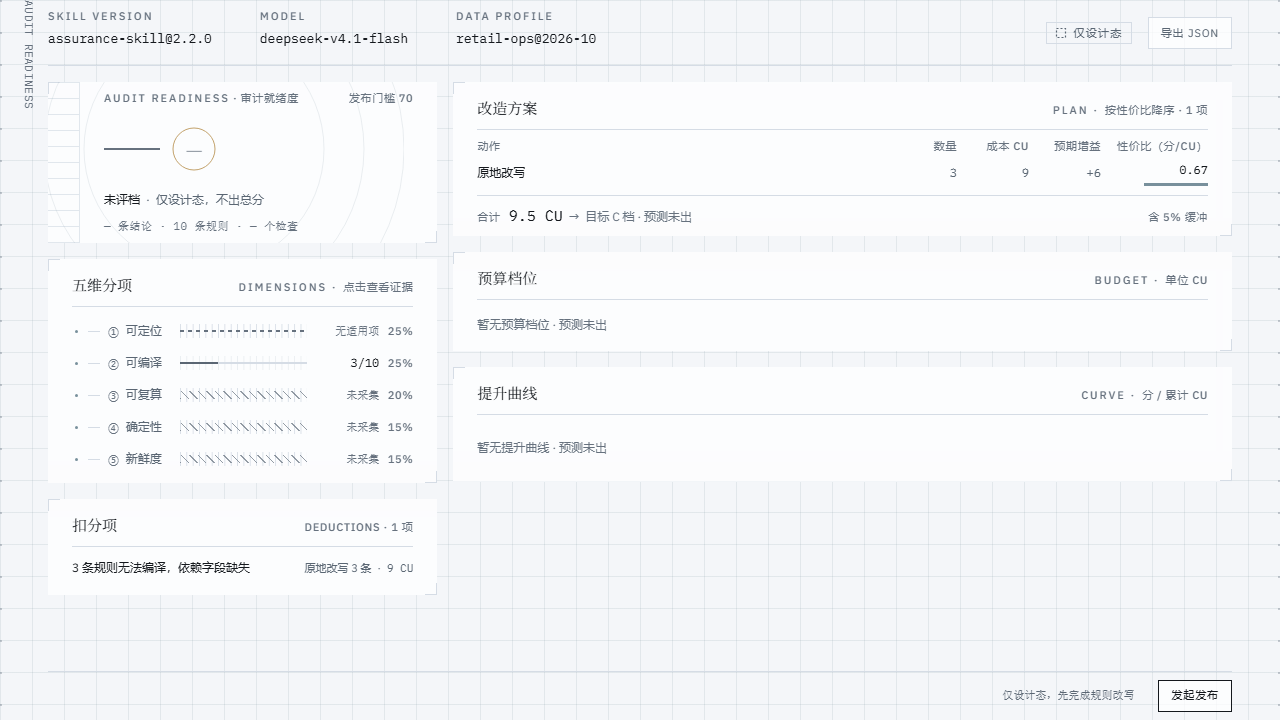 AUDIT READINESS
SKILL VERSION
assurance-skill@2.2.0
MODEL
deepseek-v4.1-flash
DATA PROFILE
retail-ops@2026-10
仅设计态
导出 JSON
AUDIT READINESS · 审计就绪度
发布门槛 70
—
未评档 · 仅设计态, 不出总分
— 条结论 · 10 条规则 · — 个检查
五维分项
DIMENSIONS · 点击查看证据
• — ① 可定位 无适用项 25%
• — ② 可编译 3/10 25%
• — ③ 可复算 未采集 20%
• — ④ 确定性 未采集 15%
• — ⑤ 新鲜度 未采集 15%
扣分项
DEDUCTIONS · 1 项
3 条规则无法编译, 依赖字段缺失
原地改写 3 条 · 9 CU
改造方案
PLAN · 按性价比降序 · 1 项
动作 数量 成本 CU 预期增益 性价比 (分/CU)
原地改写 3 9 +6 0.67
合计 9.5 CU → 目标 C 档 · 预测未出
含 5% 缓冲
预算档位
BUDGET · 单位 CU
暂无预算档位 · 预测未出
提升曲线
CURVE · 分 / 累计 CU
暂无提升曲线 · 预测未出
仅设计态, 先完成规则改写
发起发布